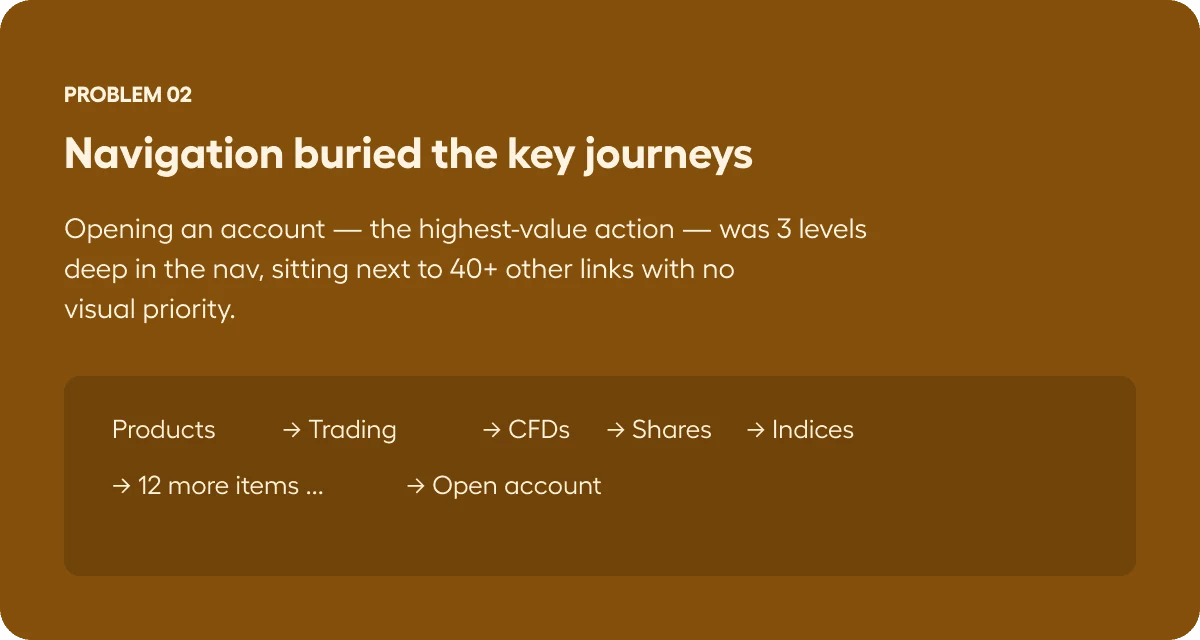 PROBLEM 02
Navigation buried the key journeys
Opening an account — the highest-value action — was 3 levels
deep in the nav, sitting next to 40+ other links with no
visual priority.
Products → Trading → CFDs → Shares → Indices
→ 12 more items ... → Open account